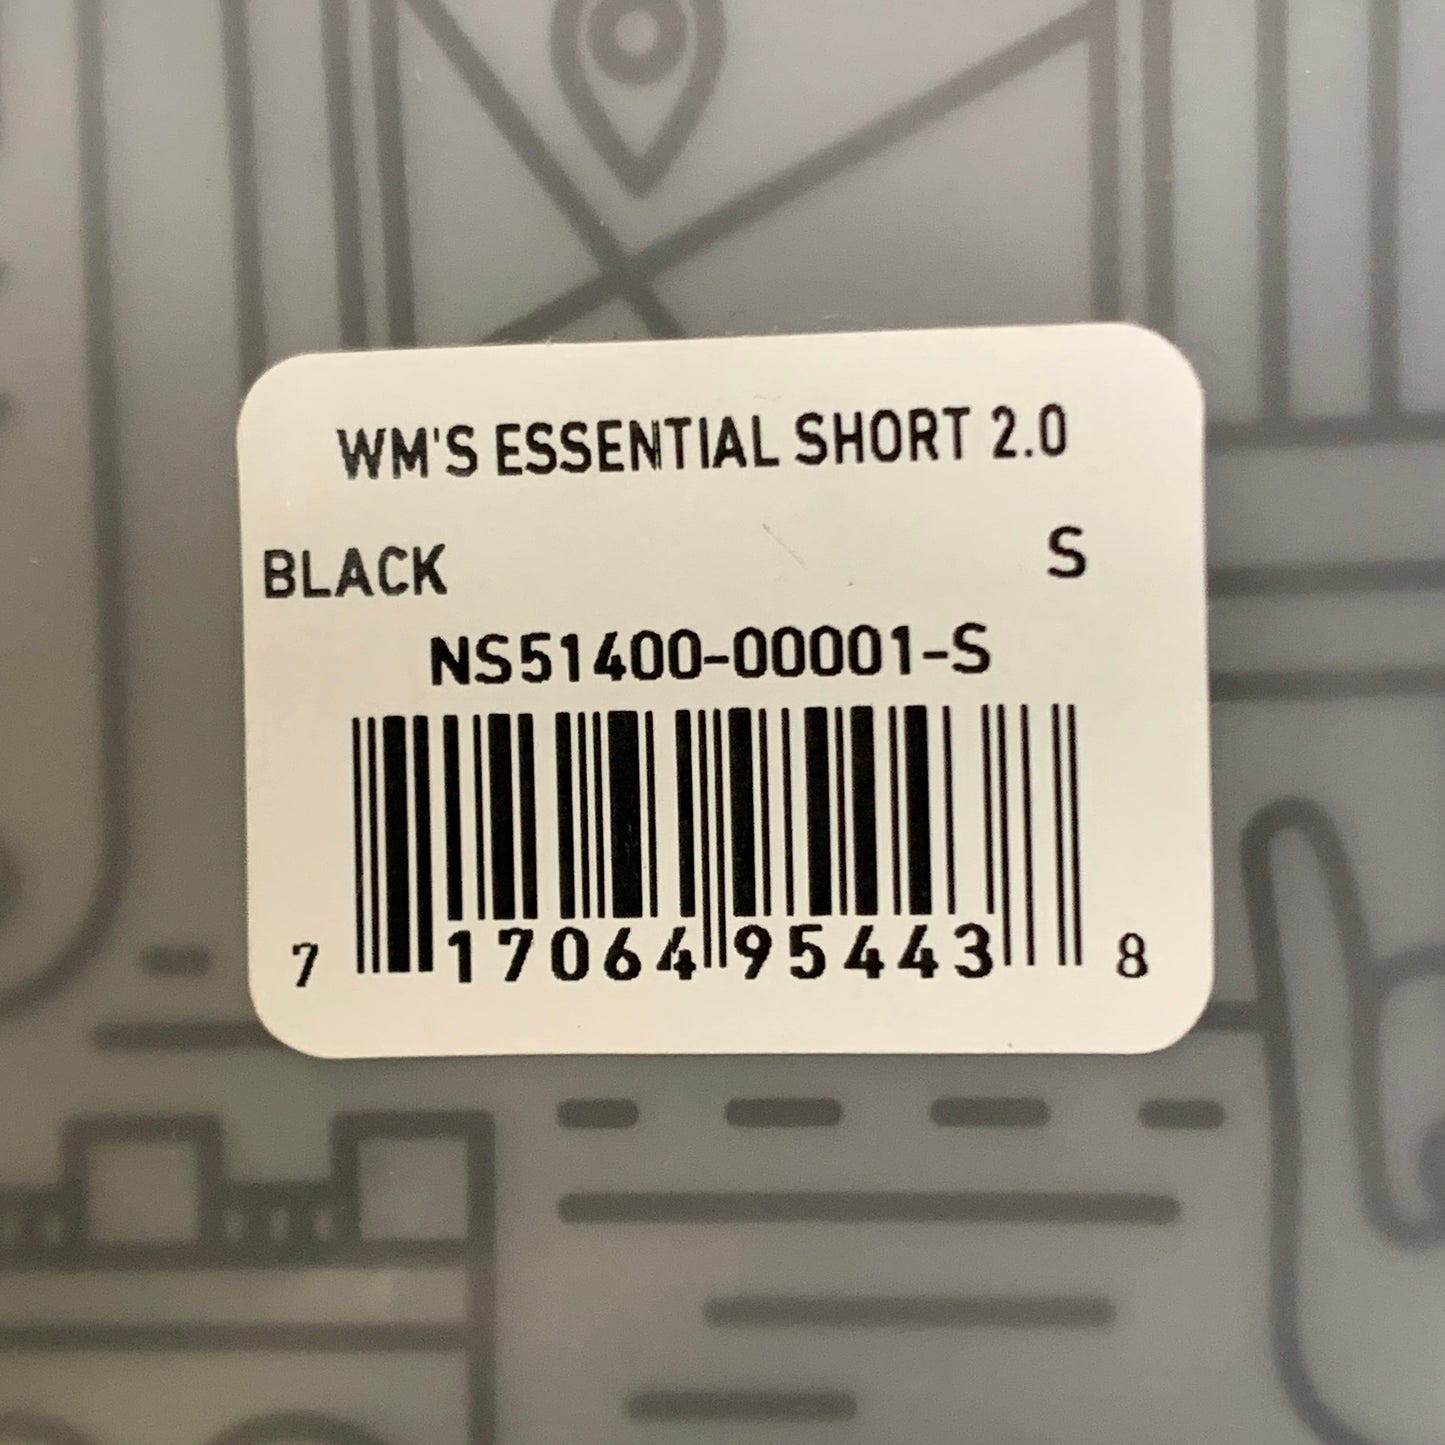 WM'S ESSENTIAL SHORT 2.0
BLACK S
NS51400-00001-S
7 17064 95443 8